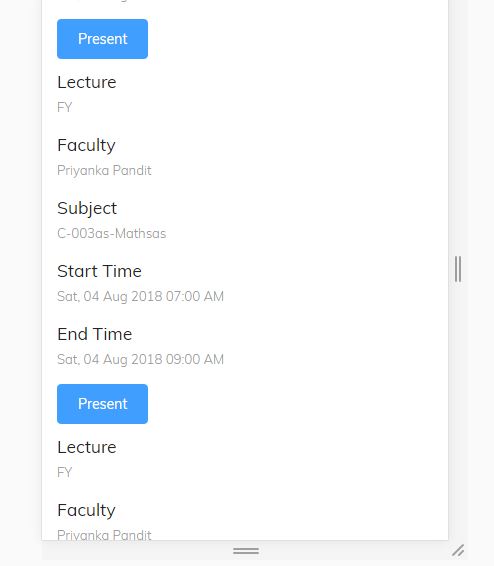 Present
Lecture
FY
Faculty
Priyanka Pandit
Subject
C-003as-Mathsas
Start Time
Sat, 04 Aug 2018 07:00 AM
End Time
Sat, 04 Aug 2018 09:00 AM
Present
Lecture
FY
Faculty
Priyanka Pandit